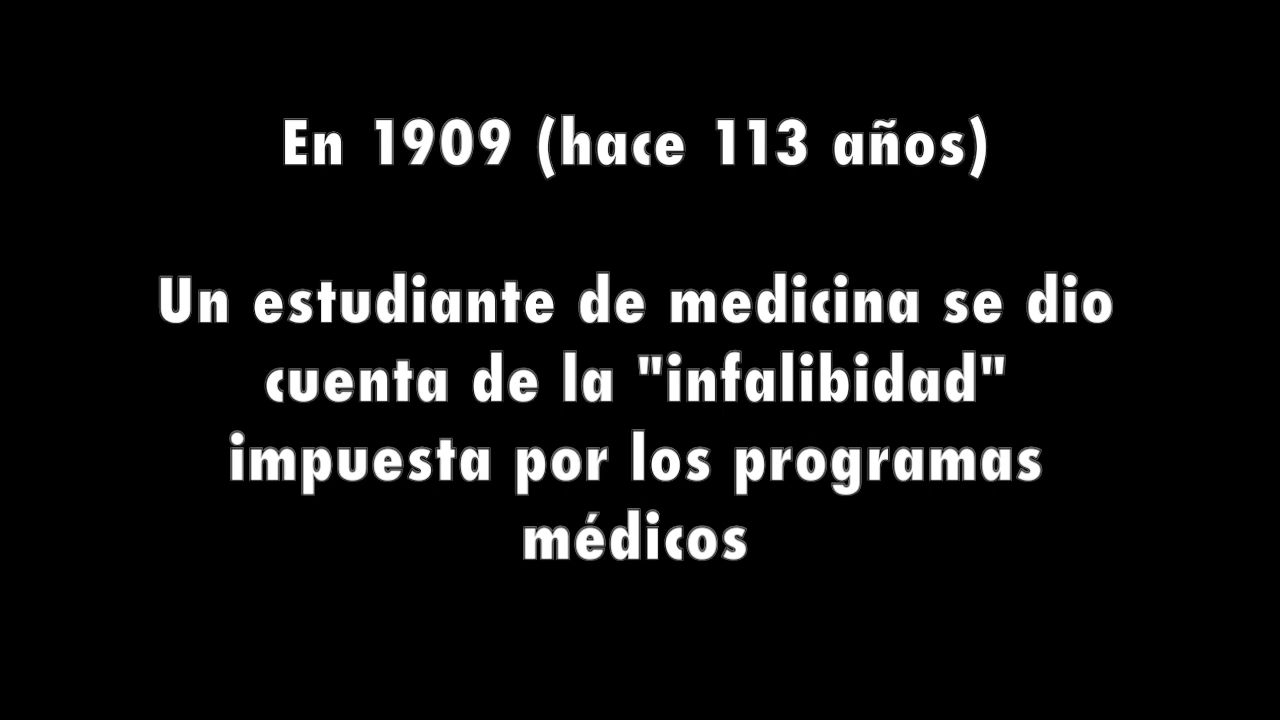 En 1909 (hace 113 años)
Un estudiante de medicina se dio
cuenta de la "infalibidad"
impuesta por los programas
médicos